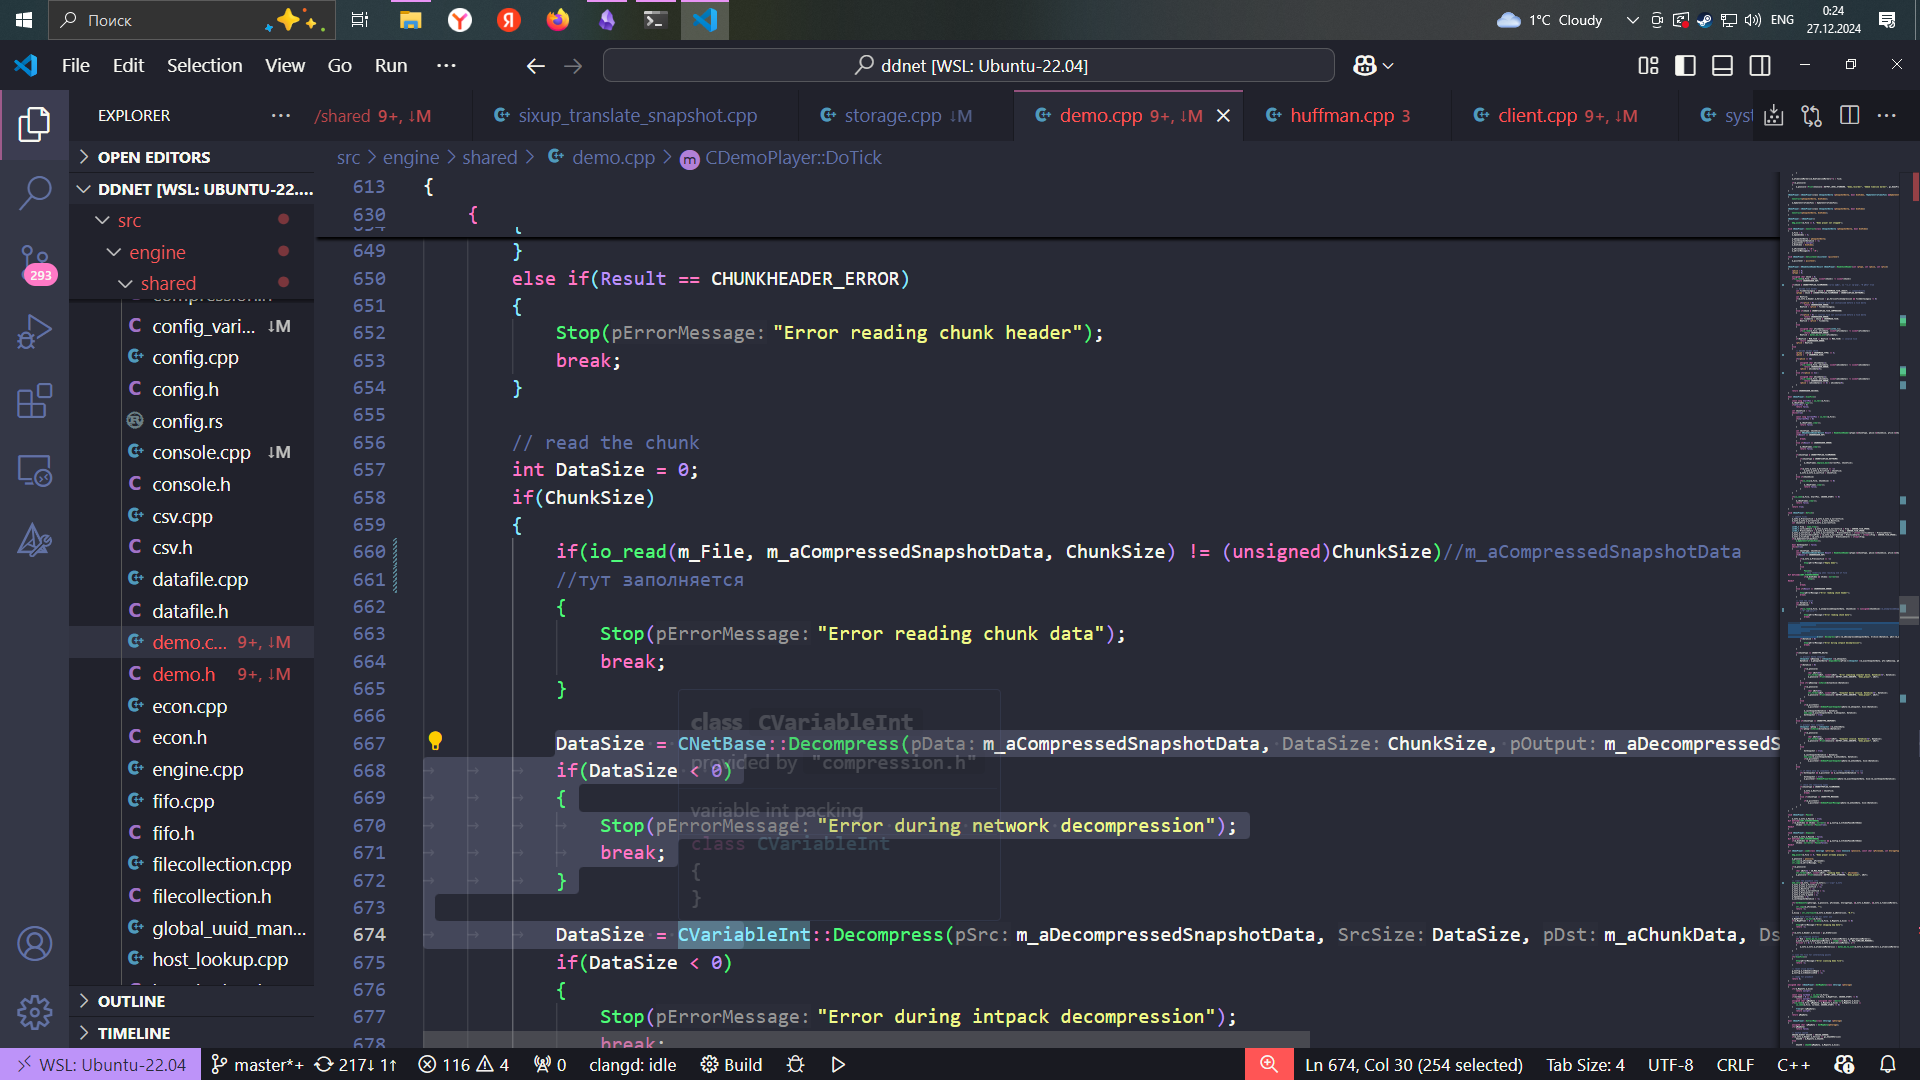 Поиск
1°C Cloudy
ENG
0:24
27.12.2024
File Edit Selection View Go Run ···
ddnet [WSL: Ubuntu-22.04]
EXPLORER ···
/shared 9+, ↓M
sixup_translate_snapshot.cpp
storage.cpp ↓M
demo.cpp 9+, ↓M
huffman.cpp 3
client.cpp 9+, ↓M
syst
OPEN EDITORS
DDNET [WSL: UBUNTU-22....
src
engine
shared
293
config_vari... ↓M
config.cpp
config.h
config.rs
console.cpp ↓M
console.h
csv.cpp
csv.h
datafile.cpp
datafile.h
demo.c... 9+, ↓M
demo.h 9+, ↓M
econ.cpp
econ.h
engine.cpp
fifo.cpp
fifo.h
filecollection.cpp
filecollection.h
global_uuid_man...
host_lookup.cpp
OUTLINE
TIMELINE
src > engine > shared > demo.cpp > CDemoPlayer::DoTick
613 {
630 {
649 }
650 else if(Result == CHUNKHEADER_ERROR)
651 {
652 Stop(pErrorMessage: "Error reading chunk header");
653 break;
654 }
655
656 // read the chunk
657 int DataSize = 0;
658 if(ChunkSize)
659 {
660 if(io_read(m_File, m_aCompressedSnapshotData, ChunkSize) != (unsigned)ChunkSize)//m_aCompressedSnapshotData
661 //тут заполняется
662 {
663 Stop(pErrorMessage: "Error reading chunk data");
664 break;
665 }
666
class CVariableInt
667 DataSize = CNetBase::Decompress(pData: m_aCompressedSnapshotData, DataSize: ChunkSize, pOutput: m_aDecompressedS
provided by "compression.h"
668 if(DataSize < 0)
669 {
variable int packing
670 Stop(pErrorMessage: "Error during network decompression");
class CVariableInt
671 break;
{
672 }
}
673
674 DataSize = CVariableInt::Decompress(pSrc: m_aDecompressedSnapshotData, SrcSize: DataSize, pDst: m_aChunkData, Ds
675 if(DataSize < 0)
676 {
677 Stop(pErrorMessage: "Error during intpack decompression");
678 break;
WSL: Ubuntu-22.04 master*+ 217↓ 1↑ 116 4 0 clangd: idle Build
Ln 674, Col 30 (254 selected) Tab Size: 4 UTF-8 CRLF C++